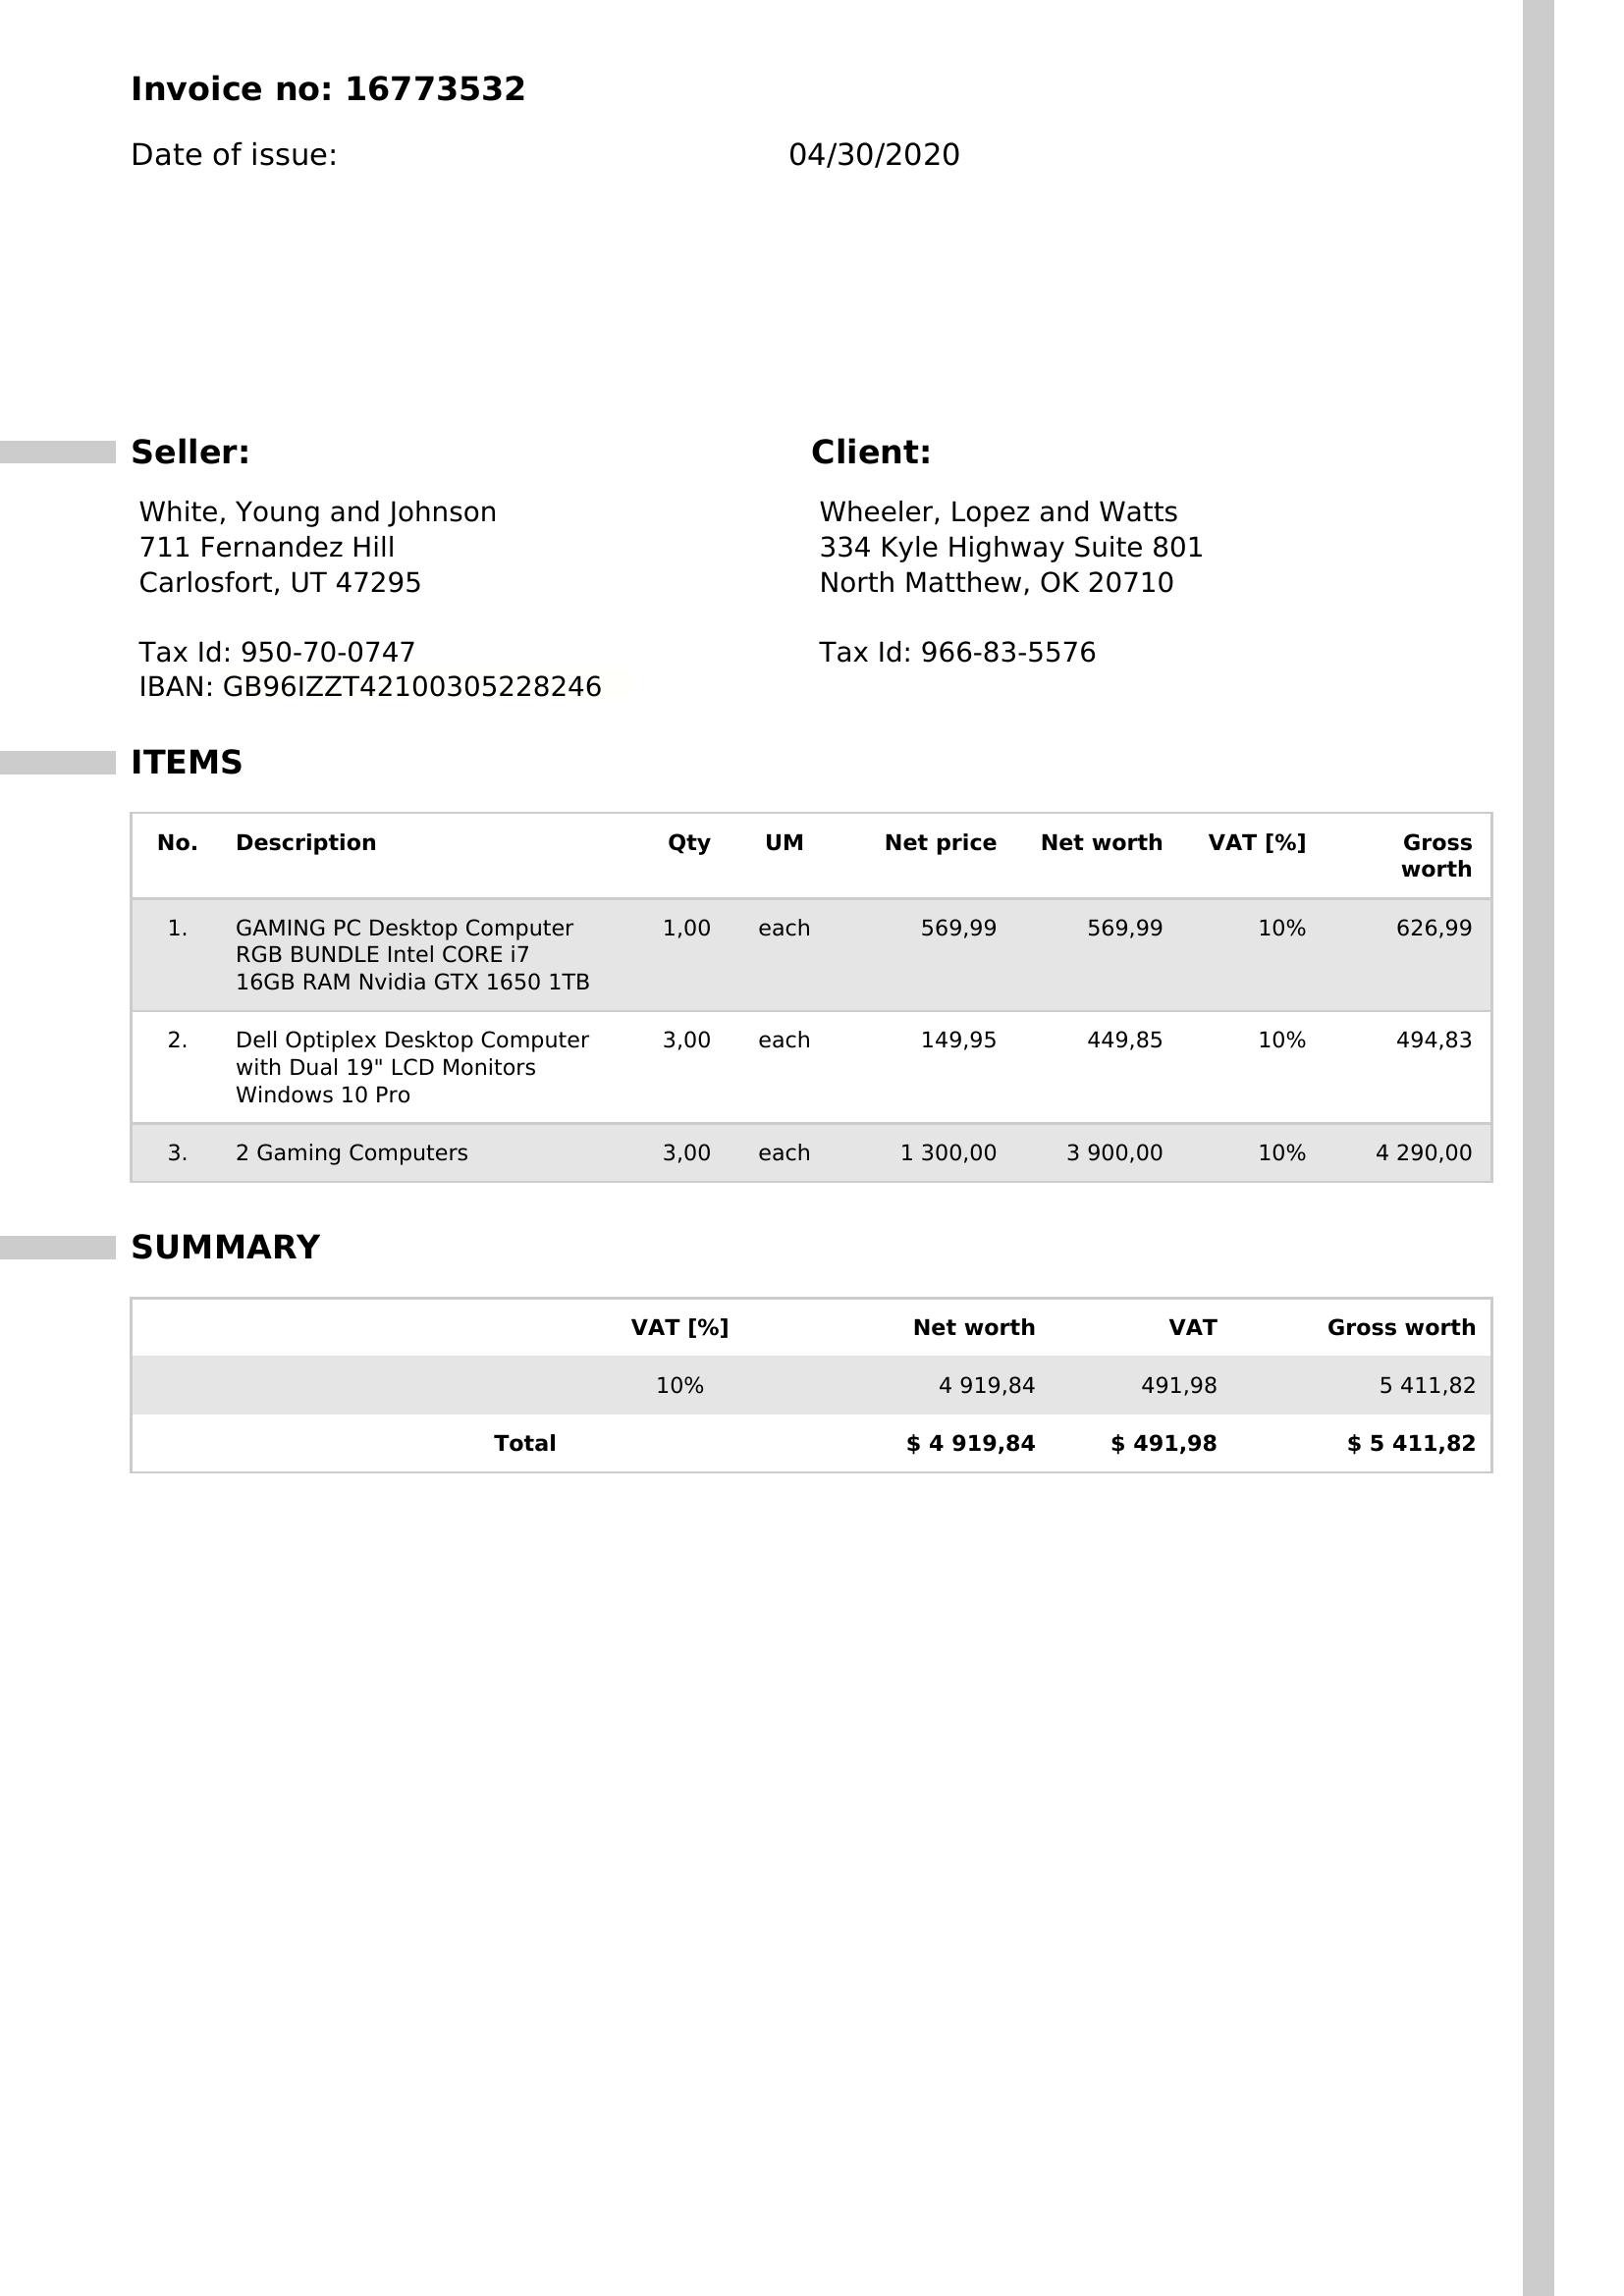 Invoice no: 16773532
Date of issue: 04/30/2020
Seller:
White, Young and Johnson
711 Fernandez Hill
Carlosfort, UT 47295
Tax Id: 950-70-0747
IBAN: GB96IZZT42100305228246
Client:
Wheeler, Lopez and Watts
334 Kyle Highway Suite 801
North Matthew, OK 20710
Tax Id: 966-83-5576
ITEMS
No. Description Qty UM Net price Net worth VAT [%] Gross
worth
1. GAMING PC Desktop Computer 1,00 each 569,99 569,99 10% 626,99
RGB BUNDLE Intel CORE i7
16GB RAM Nvidia GTX 1650 1TB
2. Dell Optiplex Desktop Computer 3,00 each 149,95 449,85 10% 494,83
with Dual 19" LCD Monitors
Windows 10 Pro
3. 2 Gaming Computers 3,00 each 1 300,00 3 900,00 10% 4 290,00
SUMMARY
VAT [%] Net worth VAT Gross worth
10% 4 919,84 491,98 5 411,82
Total $ 4 919,84 $ 491,98 $ 5 411,82